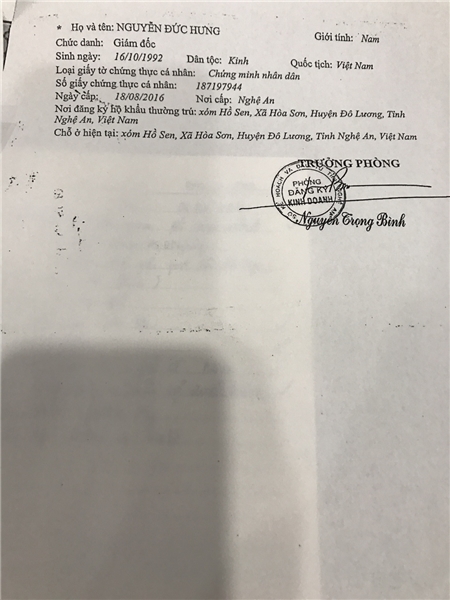 * Họ và tên: NGUYỄN ĐỨC HƯNG Giới tính: Nam
Chức danh: Giám đốc
Sinh ngày: 16/10/1992 Dân tộc: Kinh Quốc tịch: Việt Nam
Loại giấy tờ chứng thực cá nhân: Chứng minh nhân dân
Số giấy chứng thực cá nhân: 187197944
Ngày cấp: 18/08/2016 Nơi cấp: Nghệ An
Nơi đăng ký hộ khẩu thường trú: xóm Hồ Sen, Xã Hòa Sơn, Huyện Đô Lương, Tỉnh
Nghệ An, Việt Nam
Chỗ ở hiện tại: xóm Hồ Sen, Xã Hòa Sơn, Huyện Đô Lương, Tỉnh Nghệ An, Việt Nam
TRƯỞNG PHÒNG
PHÒNG
ĐĂNG KÝ
KINH DOANH
Nguyễn Trọng Bính